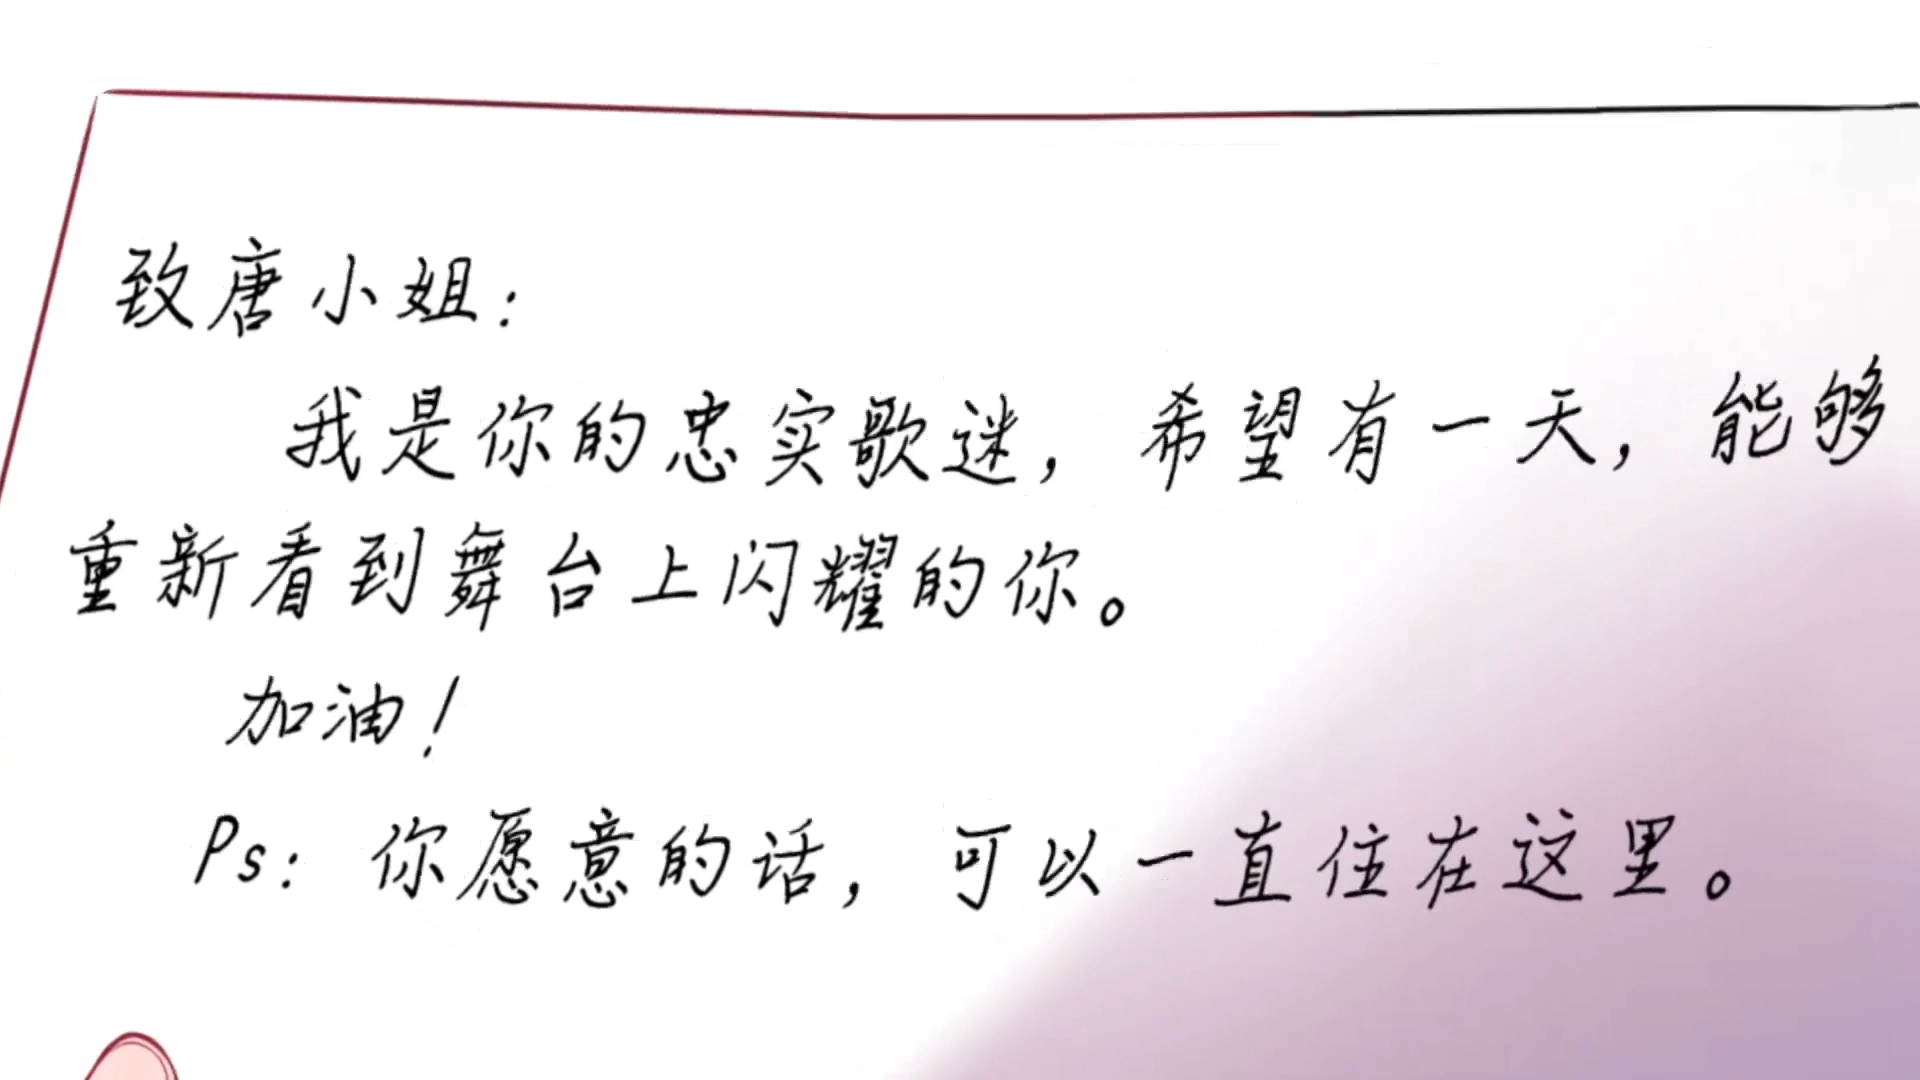 致唐小姐：
我是你的忠实歌迷，希望有一天，能够
重新看到舞台上闪耀的你。
加油！
Ps：你愿意的话，可以一直住在这里。